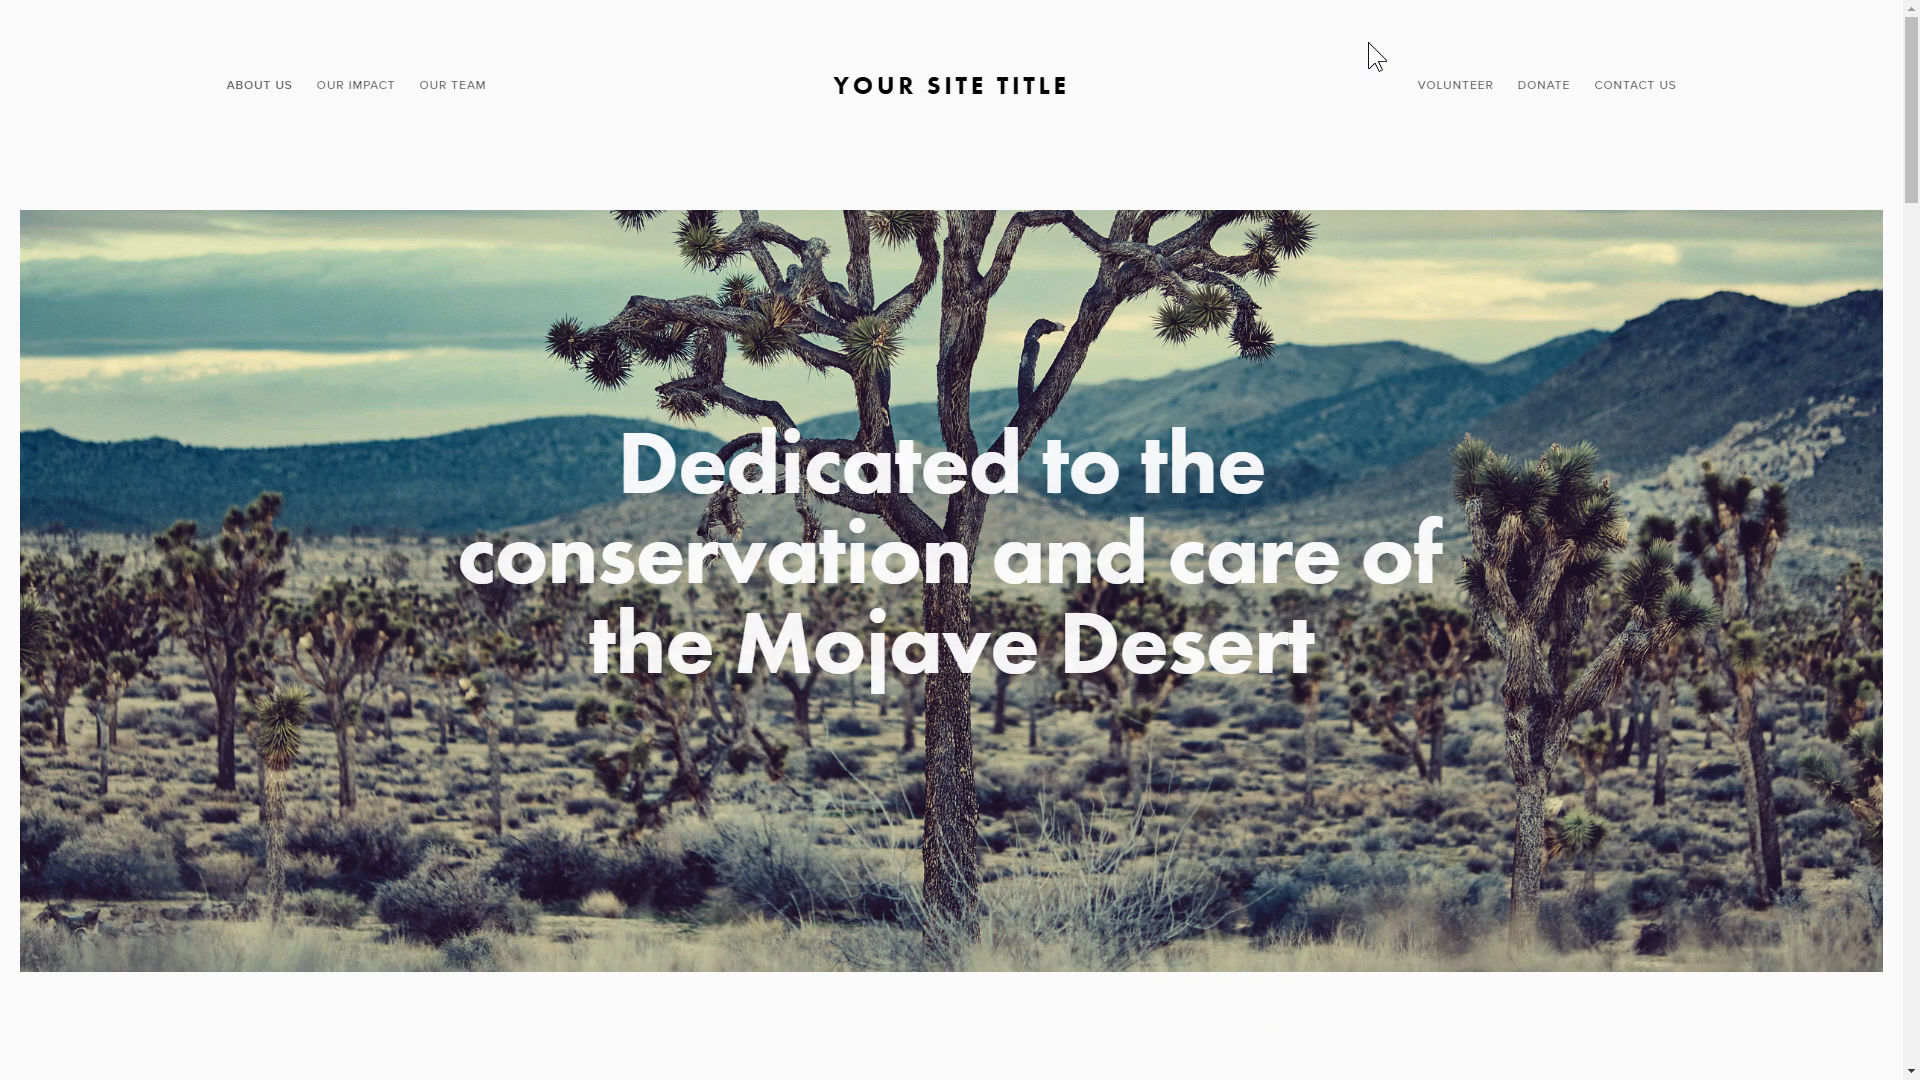 ABOUT US OUR IMPACT OUR TEAM YOUR SITE TITLE VOLUNTEER DONATE CONTACT US
Dedicated to the
conservation and care of
the Mojave Desert